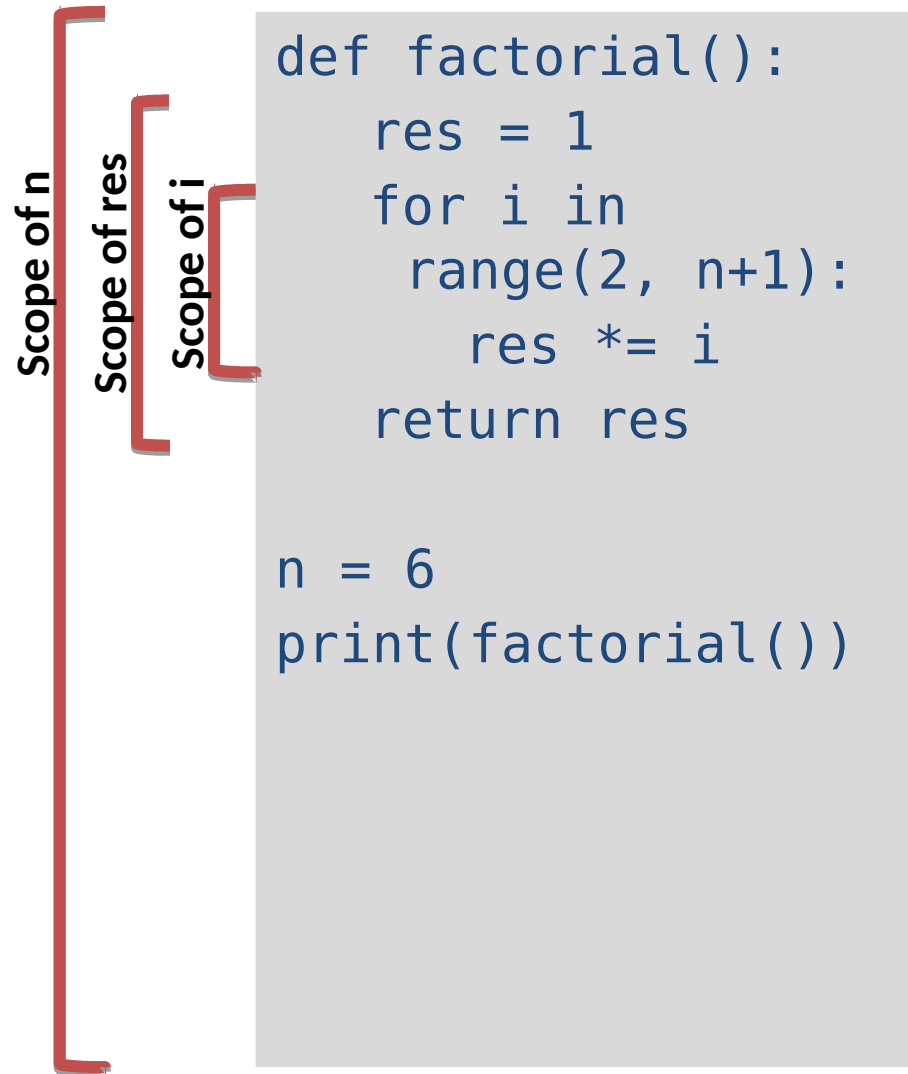 Scope of n
Scope of res
Scope of i
def factorial():
res = 1
for i in
range(2, n+1):
res *= i
return res
n = 6
print(factorial())